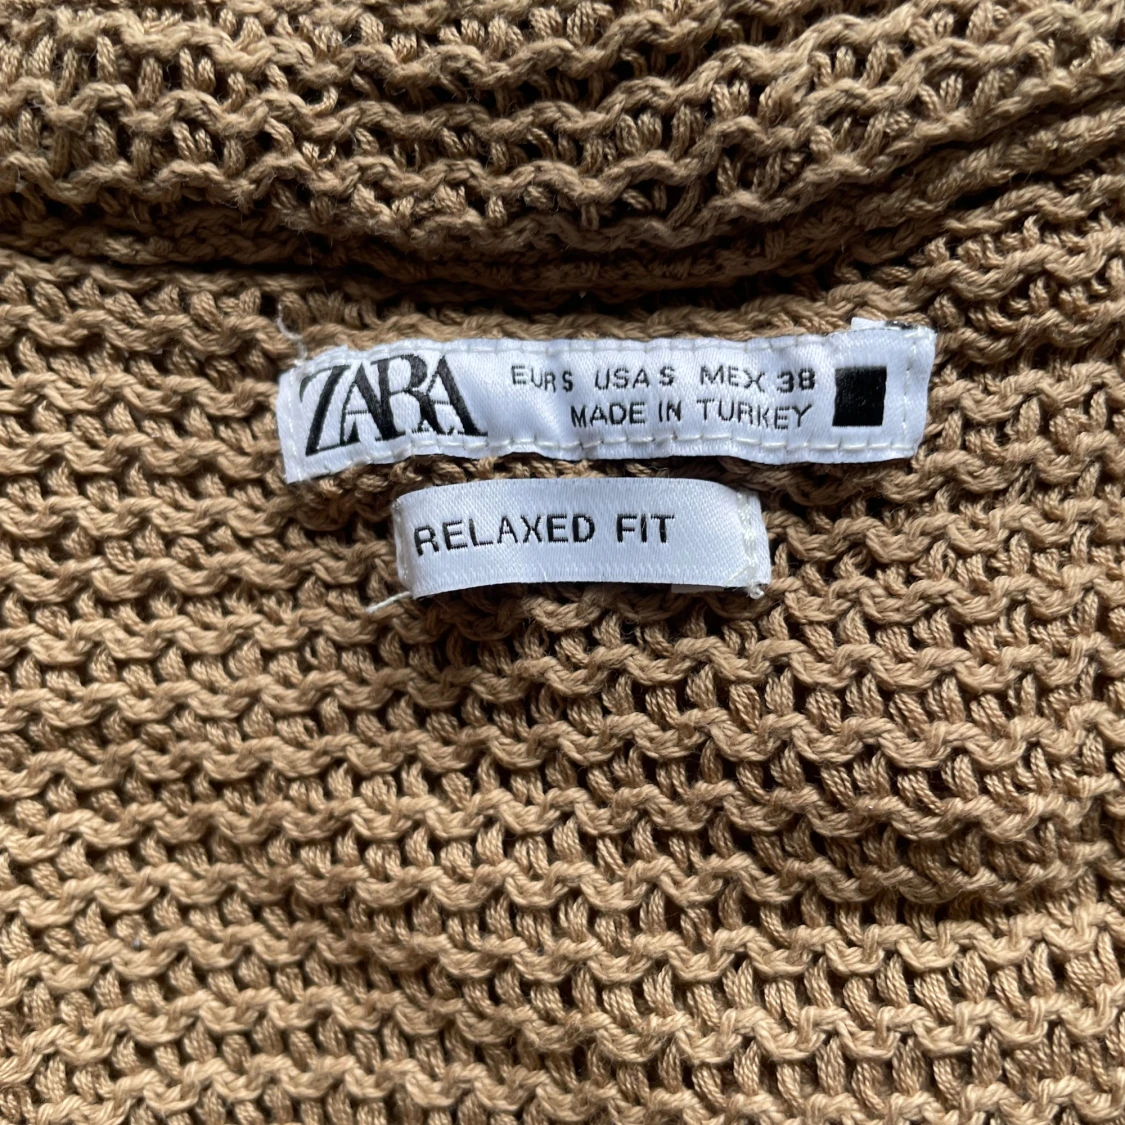 ZARA
EUR S USA S MEX 38
MADE IN TURKEY
RELAXED FIT